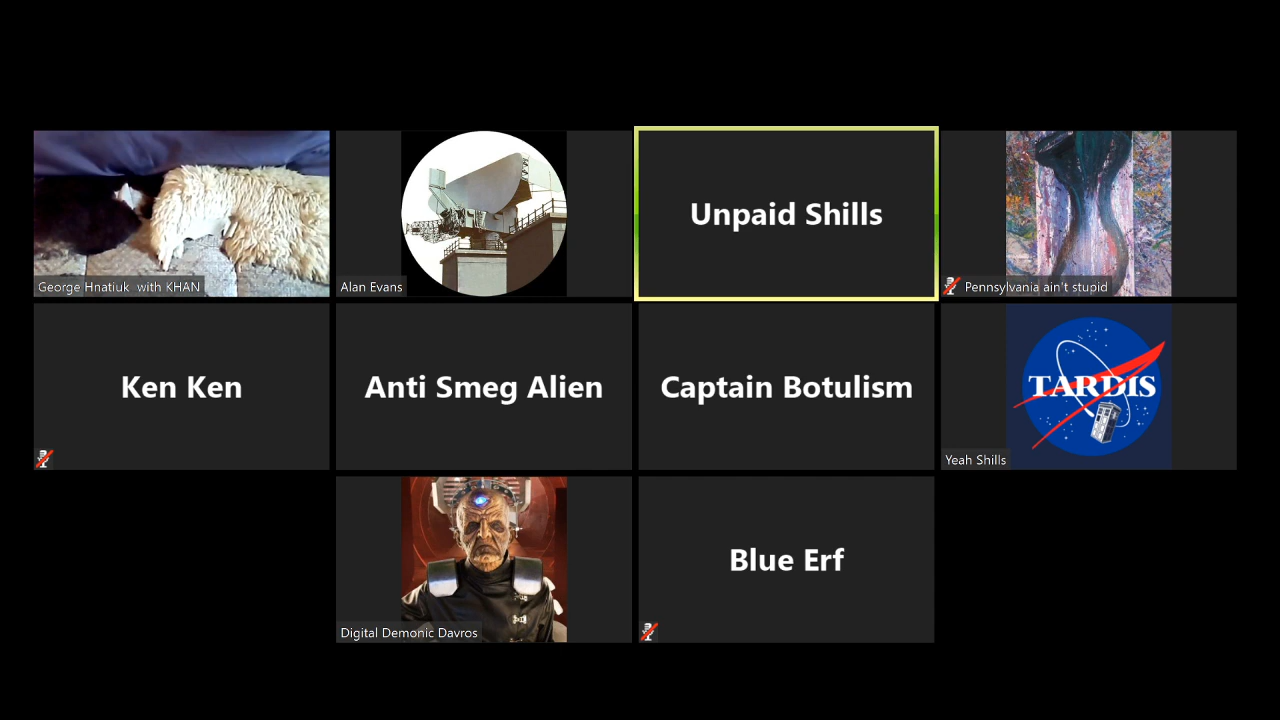 George Hnatiuk  with KHAN
Alan Evans
Unpaid Shills
Pennsylvania ain't stupid
Ken Ken
Anti Smeg Alien
Captain Botulism
TARDIS
Yeah Shills
Digital Demonic Davros
Blue Erf